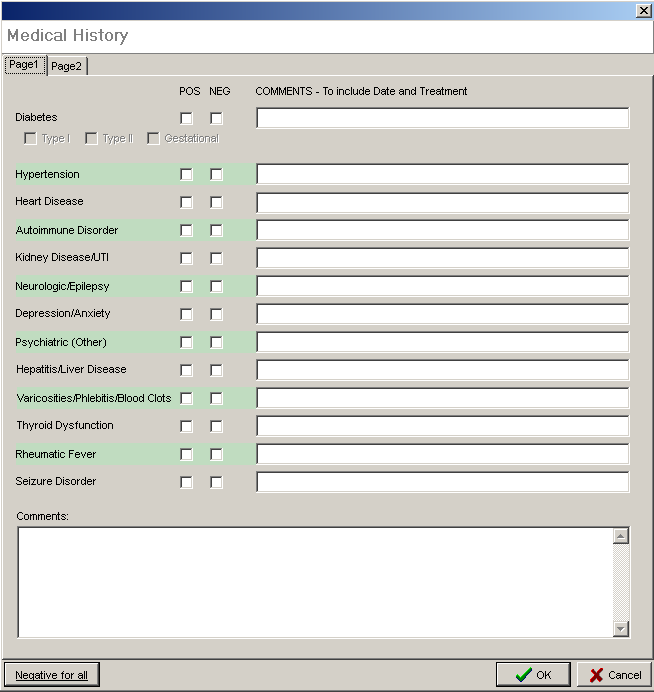 Medical History
Page1 Page2
POS NEG COMMENTS - To include Date and Treatment
Diabetes
Type I Type II Gestational
Hypertension
Heart Disease
Autoimmune Disorder
Kidney Disease/UTI
Neurologic/Epilepsy
Depression/Anxiety
Psychiatric (Other)
Hepatitis/Liver Disease
Varicosities/Phlebitis/Blood Clots
Thyroid Dysfunction
Rheumatic Fever
Seizure Disorder
Comments:
Negative for all OK Cancel